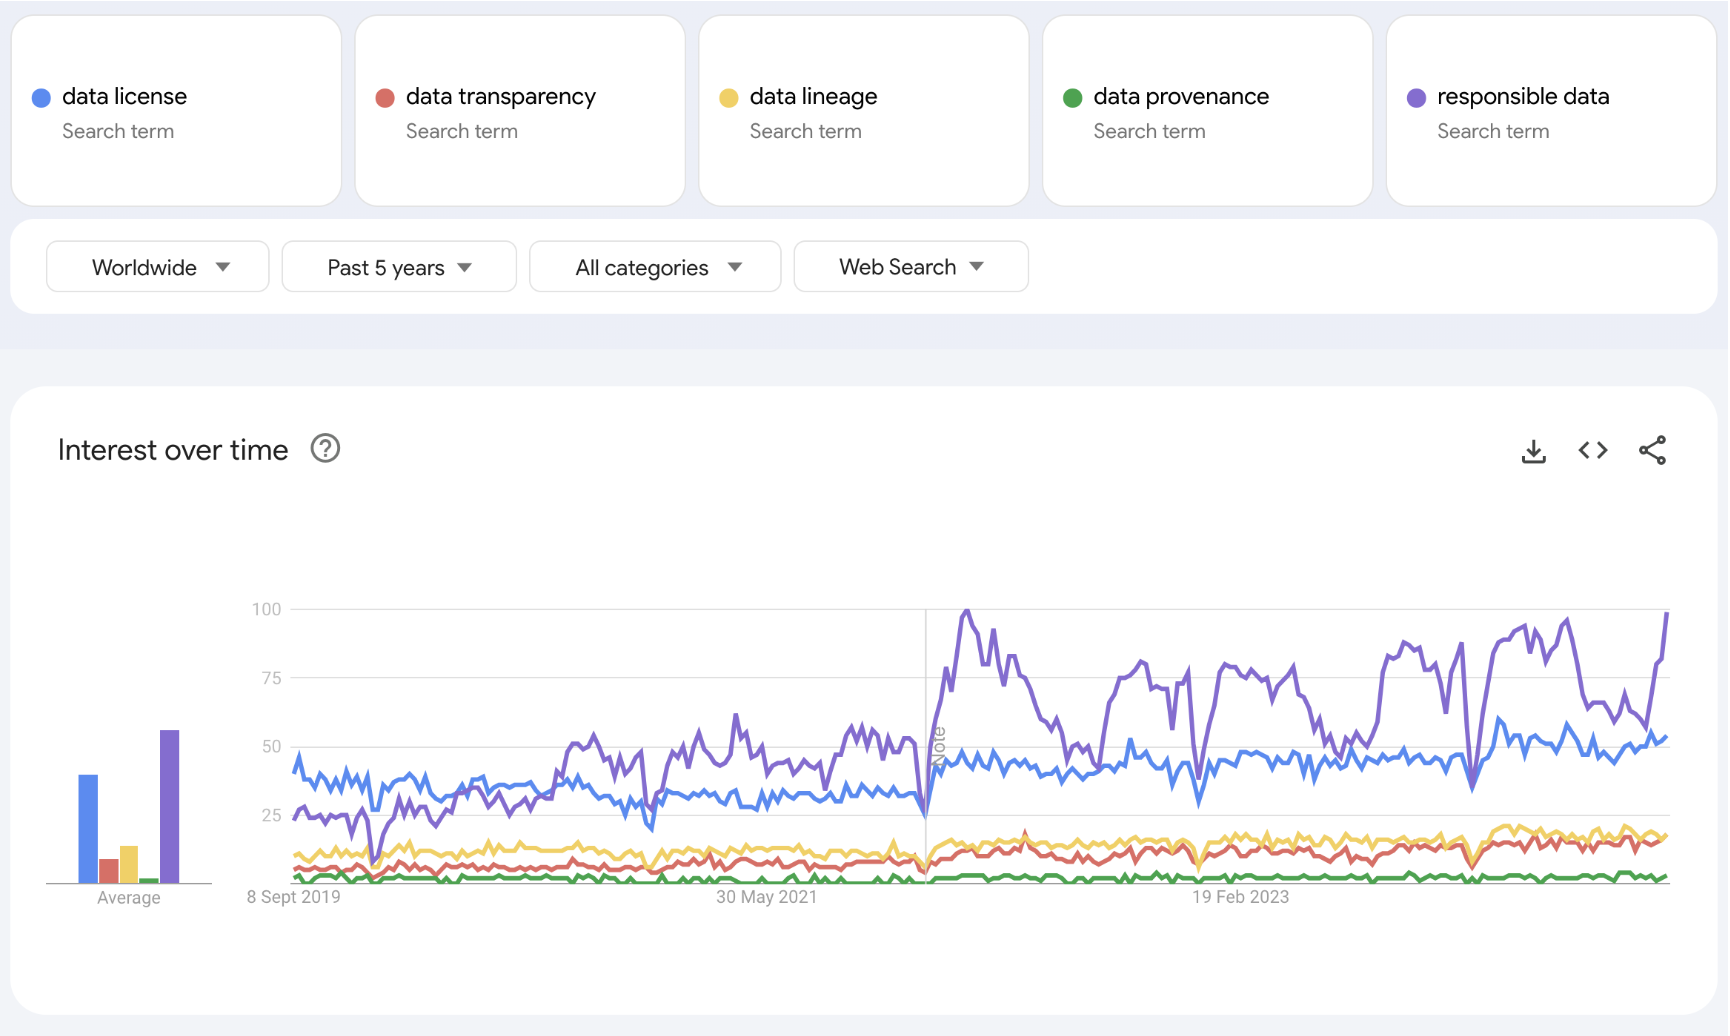 data license
Search term
data transparency
Search term
data lineage
Search term
data provenance
Search term
responsible data
Search term
Worldwide
Past 5 years
All categories
Web Search
Interest over time
?
100
75
50
25
Note
Average
8 Sept 2019
30 May 2021
19 Feb 2023